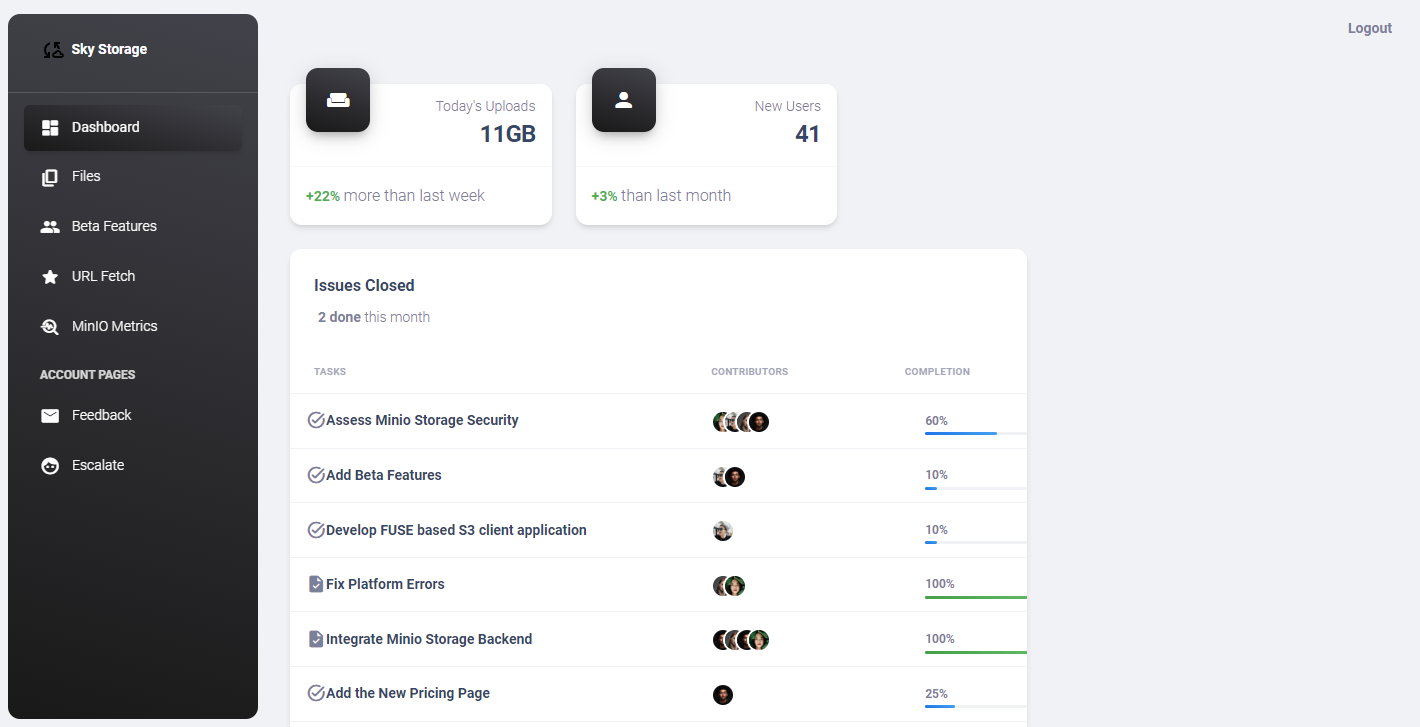 Sky Storage
Logout
Dashboard
Files
Beta Features
URL Fetch
MinIO Metrics
ACCOUNT PAGES
Feedback
Escalate
Today's Uploads
11GB
+22% more than last week
New Users
41
+3% than last month
Issues Closed
2 done this month
TASKS CONTRIBUTORS COMPLETION
Assess Minio Storage Security 60%
Add Beta Features 10%
Develop FUSE based S3 client application 10%
Fix Platform Errors 100%
Integrate Minio Storage Backend 100%
Add the New Pricing Page 25%